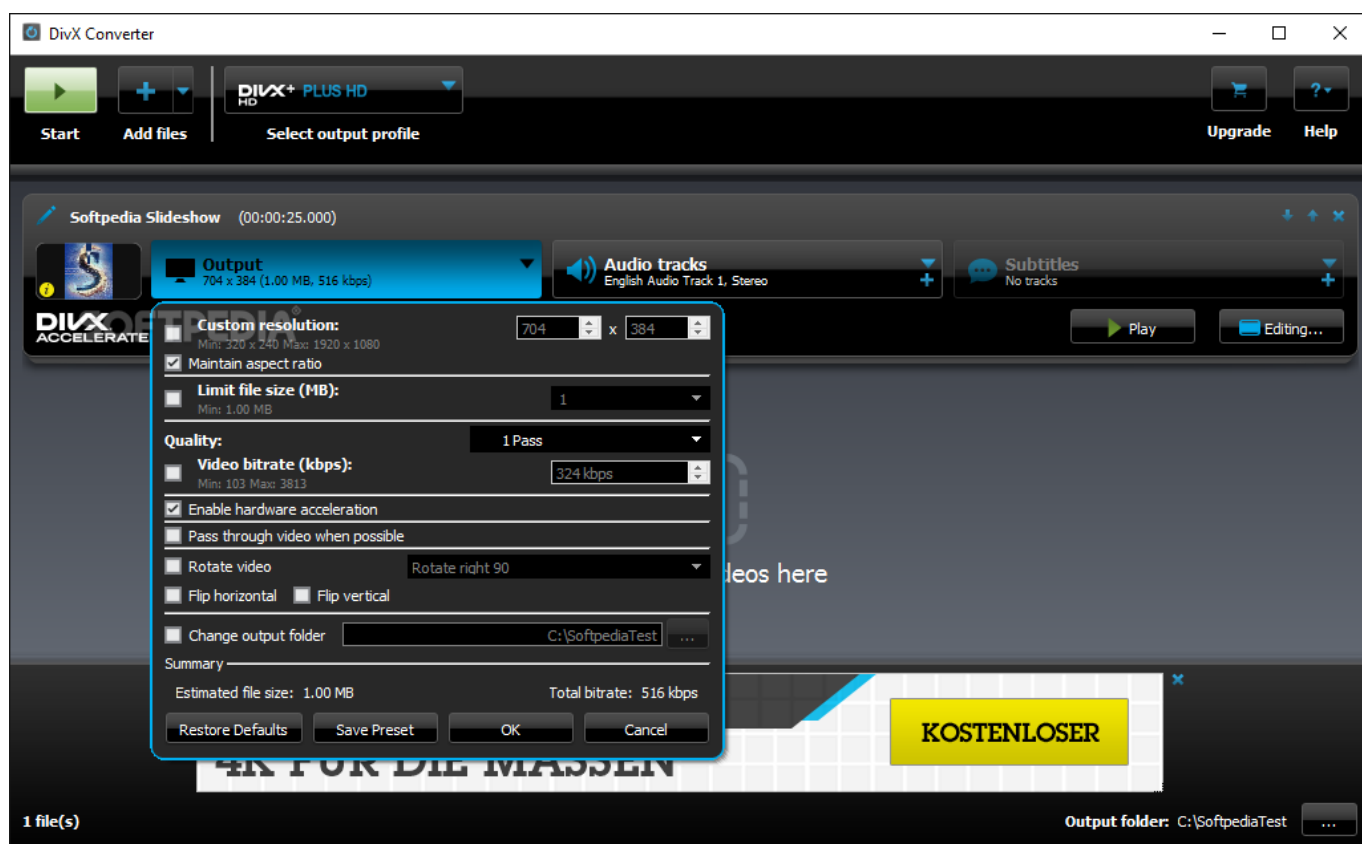 DivX Converter
DIVX+ HD PLUS HD
Start Add files Select output profile Upgrade Help
?
Softpedia Slideshow (00:00:25.000)
Output
704 x 384 (1.00 MB, 516 kbps)
Audio tracks
English Audio Track 1, Stereo
Subtitles
No tracks
DIVX
ACCELERATE
SOFTPEDIA®
Play Editing...
Custom resolution: 704 x 384
Min: 320 x 240 Max: 1920 x 1080
Maintain aspect ratio
Limit file size (MB): 1
Min: 1.00 MB
Quality: 1 Pass
Video bitrate (kbps): 324 kbps
Min: 103 Max: 3813
Enable hardware acceleration
Pass through video when possible
Rotate video Rotate right 90
Flip horizontal Flip vertical
Change output folder C:\SoftpediaTest ...
Summary
Estimated file size: 1.00 MB Total bitrate: 516 kbps
Restore Defaults Save Preset OK Cancel
here
KOSTENLOSER
4K FÜR DIE MASSEN
1 file(s) Output folder: C:\SoftpediaTest ...